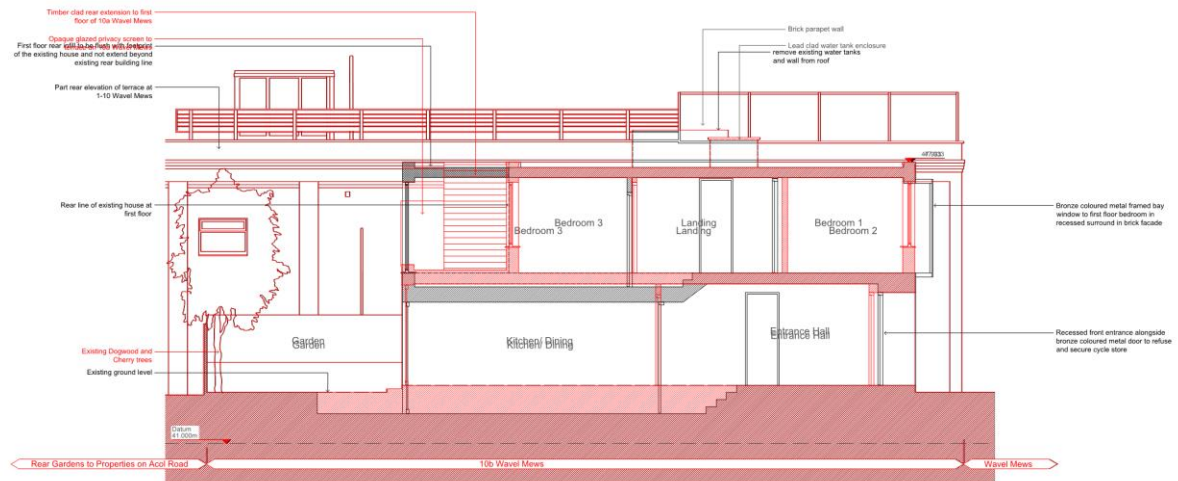 Timber clad rear extension to first
floor of 10a Wavel Mews
Opaque glazed privacy screen to
First floor rear infill to be flush with footprint
of the existing house and not extend beyond
existing rear building line
Part rear elevation of terrace at
1-10 Wavel Mews
Brick parapet wall
Lead clad water tank enclosure
remove existing water tanks
and wall from roof
Rear line of existing house at
first floor
Bedroom 3
Bedroom 3
Landing
Landing
Bedroom 1
Bedroom 2
Bronze coloured metal framed bay
window to first floor bedroom in
recessed surround in brick facade
Garden
Garden
Kitchen/ Dining
Kitchen/ Dining
Entrance Hall
Entrance Hall
Recessed front entrance alongside
bronze coloured metal door to refuse
and secure cycle store
Existing Dogwood and
Cherry trees
Existing ground level
Datum
41.000m
Rear Gardens to Properties on Acol Road
10b Wavel Mews
Wavel Mews